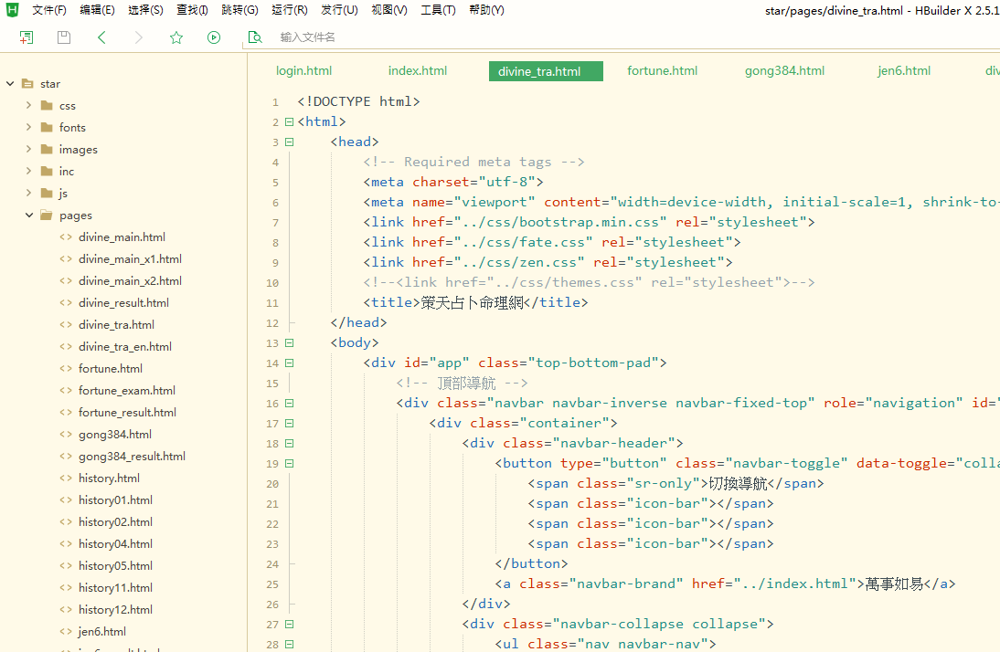 文件(F) 编辑(E) 选择(S) 查找(I) 跳转(G) 运行(R) 发行(U) 视图(V) 工具(T) 帮助(Y) star/pages/divine_tra.html - HBuilder X 2.5.1
输入文件名
login.html index.html divine_tra.html fortune.html gong384.html jen6.html div
star
css
fonts
images
inc
js
pages
divine_main.html
divine_main_x1.html
divine_main_x2.html
divine_result.html
divine_tra.html
divine_tra_en.html
fortune.html
fortune_exam.html
fortune_result.html
gong384.html
gong384_result.html
history.html
history01.html
history02.html
history04.html
history05.html
history11.html
history12.html
jen6.html
1 <!DOCTYPE html>
2 <html>
3 <head>
4 <!-- Required meta tags -->
5 <meta charset="utf-8">
6 <meta name="viewport" content="width=device-width, initial-scale=1, shrink-to-
7 <link href="../css/bootstrap.min.css" rel="stylesheet">
8 <link href="../css/fate.css" rel="stylesheet">
9 <link href="../css/zen.css" rel="stylesheet">
10 <!--<link href="../css/themes.css" rel="stylesheet">-->
11 <title>策天占卜命理網</title>
12 </head>
13 <body>
14 <div id="app" class="top-bottom-pad">
15 <!-- 頂部導航 -->
16 <div class="navbar navbar-inverse navbar-fixed-top" role="navigation" id="
17 <div class="container">
18 <div class="navbar-header">
19 <button type="button" class="navbar-toggle" data-toggle="colla
20 <span class="sr-only">切換導航</span>
21 <span class="icon-bar"></span>
22 <span class="icon-bar"></span>
23 <span class="icon-bar"></span>
24 </button>
25 <a class="navbar-brand" href="../index.html">萬事如易</a>
26 </div>
27 <div class="navbar-collapse collapse">
28 <ul class="nav navbar-nav">